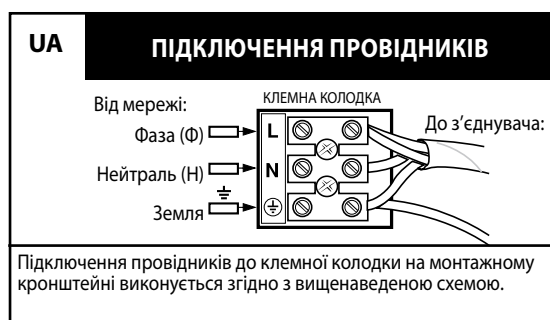 UA
ПІДКЛЮЧЕННЯ ПРОВІДНИКІВ
Від мережі:
КЛЕМНА КОЛОДКА
Фаза (Ф)
L
До з’єднувача:
Нейтраль (Н)
N
Земля
Підключення провідників до клемної колодки на монтажному
кронштейні виконується згідно з вищенаведеною схемою.